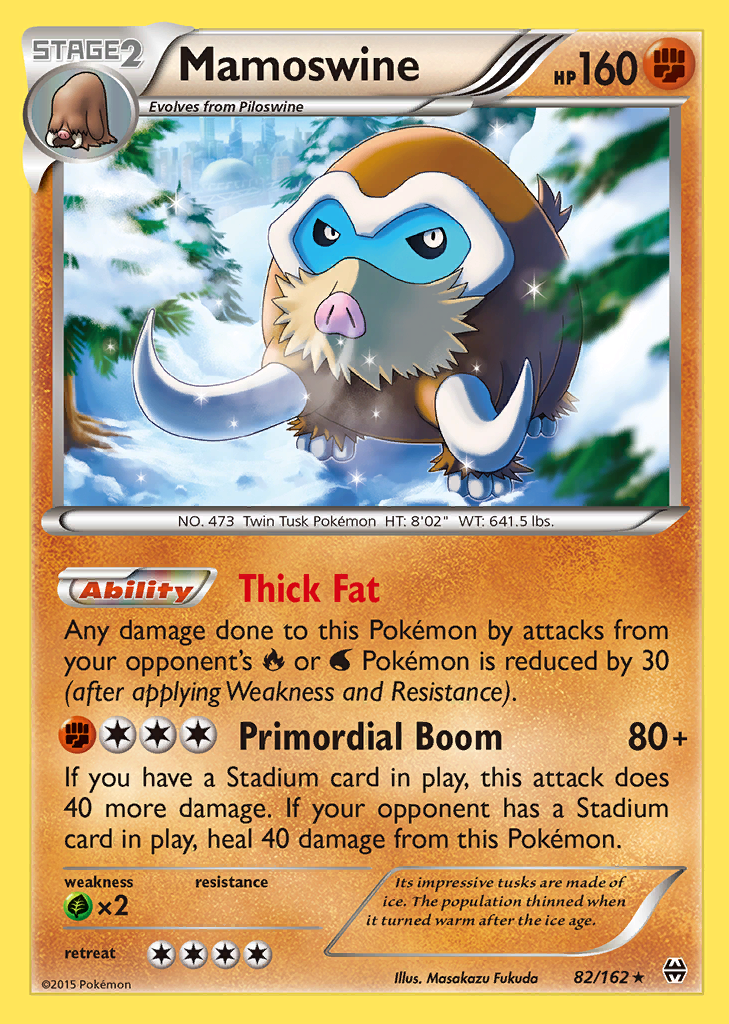 STAGE2
Mamoswine
HP160
Evolves from Piloswine
NO. 473 Twin Tusk Pokémon HT: 8'02" WT: 641.5 lbs.
Ability Thick Fat
Any damage done to this Pokémon by attacks from
your opponent's or Pokémon is reduced by 30
(after applying Weakness and Resistance).
Primordial Boom 80+
If you have a Stadium card in play, this attack does
40 more damage. If your opponent has a Stadium
card in play, heal 40 damage from this Pokémon.
weakness resistance
×2
retreat
Its impressive tusks are made of
ice. The population thinned when
it turned warm after the ice age.
©2015 Pokémon
Illus. Masakazu Fukuda
82/162 ★